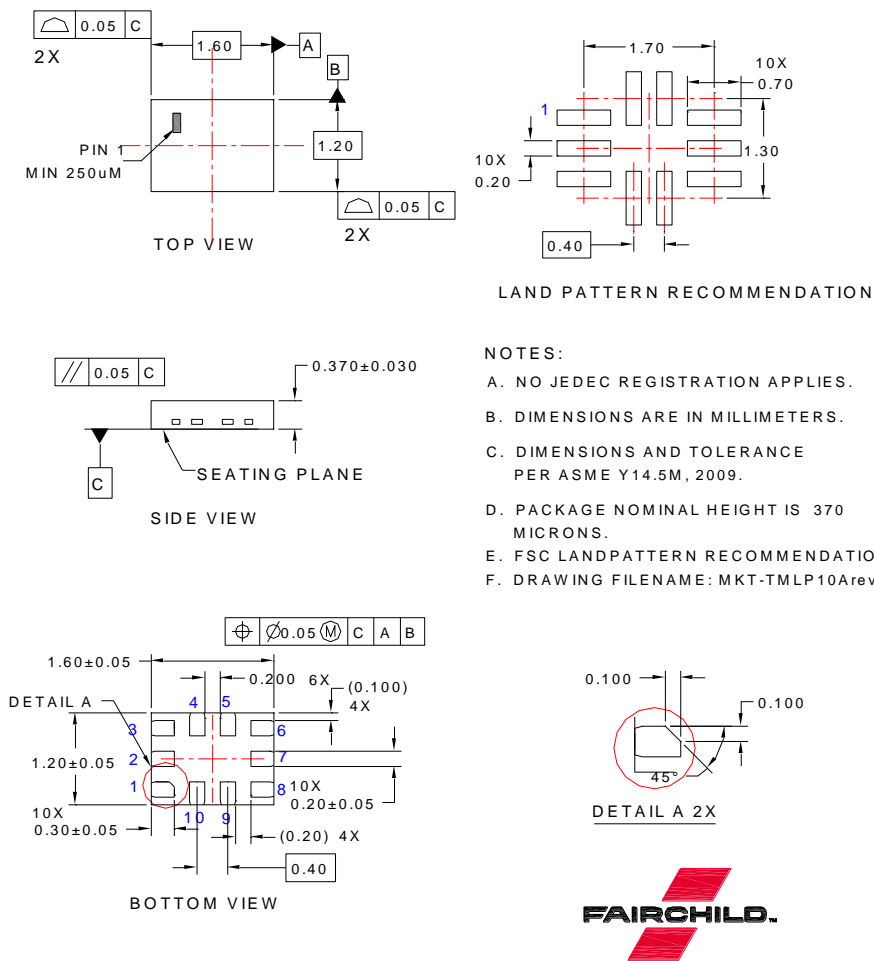 0.05 C
2X
1.60
A
B
PIN 1
MIN 250uM
1.20
0.05 C
2X
TOP VIEW
1.70
10X
0.70
1
10X
0.20
1.30
0.40
LAND PATTERN RECOMMENDATION
// 0.05 C
0.370±0.030
C
SEATING PLANE
SIDE VIEW
NOTES:
A. NO JEDEC REGISTRATION APPLIES.
B. DIMENSIONS ARE IN MILLIMETERS.
C. DIMENSIONS AND TOLERANCE
PER ASME Y14.5M, 2009.
D. PACKAGE NOMINAL HEIGHT IS 370
MICRONS.
E. FSC LANDPATTERN RECOMMENDATIO
F. DRAWING FILENAME: MKT-TMLP10Arev
⌖ Ø0.05 Ⓜ C A B
1.60±0.05
0.200 6X
(0.100)
4X
DETAIL A
4 5
3
6
2
7
1.20±0.05
1
8
10X
0.20±0.05
10X
0.30±0.05
10 9
(0.20) 4X
0.40
BOTTOM VIEW
0.100
0.100
45°
DETAIL A 2X
FAIRCHILD™